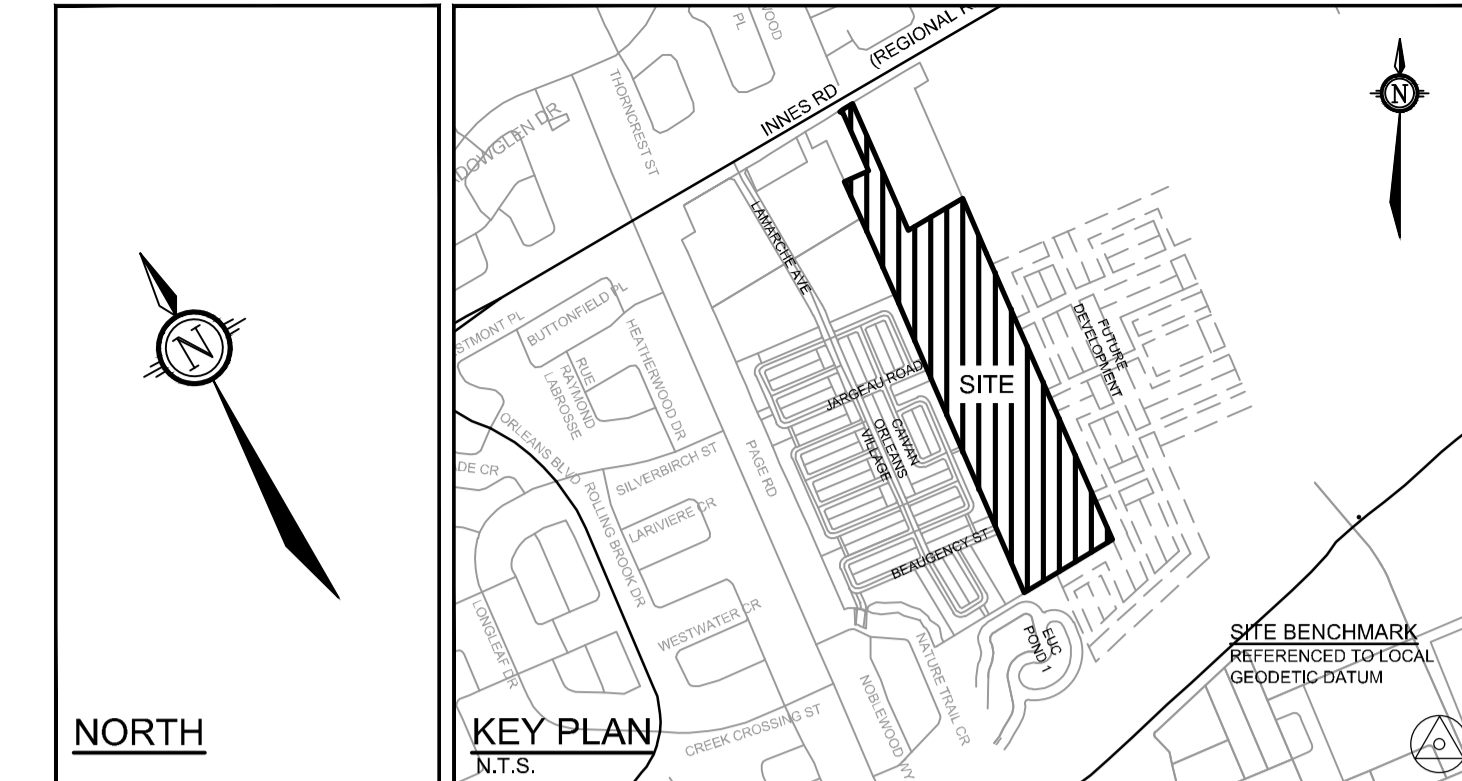 N
NORTH
WOOD
PL
(REGIONAL R
INNES RD
N
THORNCREST ST
ADOWGLEN DR
LAMARCHE AVE
STMONT PL
BUTTONFIELD PL
HEATHERWOOD DR
RUE
RAYMOND
LABROSSE
JARGEAU ROAD
SITE
FUTURE
DEVELOPMENT
ORLEANS BLVD
CAIVAN
ORLEANS
VILLAGE
DE CR
SILVERBIRCH ST
PAGE RD
ROLLING BROOK DR
LARIVIERE CR
BEAUGENCY ST
LONGLEAF DR
WESTWATER CR
EUC
POND 1
NATURE TRAIL CR
NOBLEWOOD WY
CREEK CROSSING ST
SITE BENCHMARK
REFERENCED TO LOCAL
GEODETIC DATUM
KEY PLAN
N.T.S.